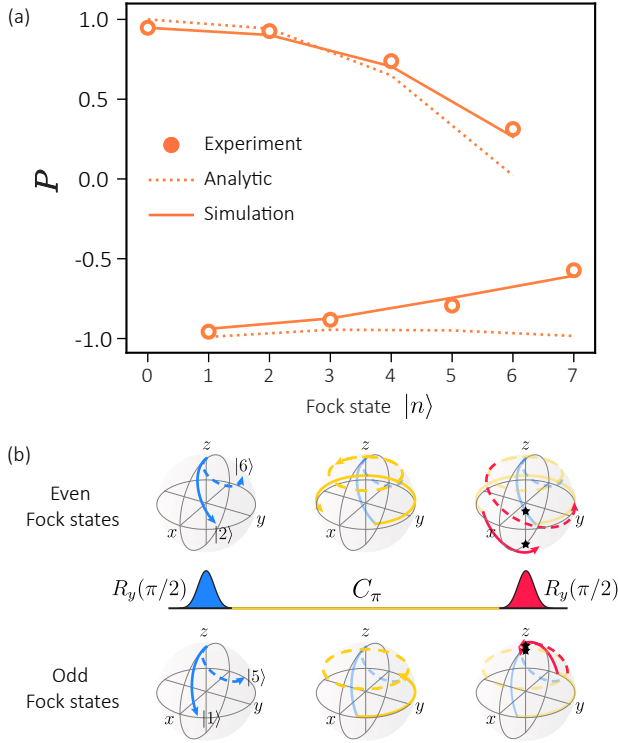 (a)
1.0
0.5
0.0
-0.5
-1.0
P
Experiment
Analytic
Simulation
0 1 2 3 4 5 6 7
Fock state |n⟩
(b)
Even
Fock states
z
|6⟩
x
|2⟩
y
z
x
y
z
x
y
R_y(π/2)
C_π
R_y(π/2)
Odd
Fock states
z
|5⟩
x
|1⟩
y
z
x
y
z
x
y